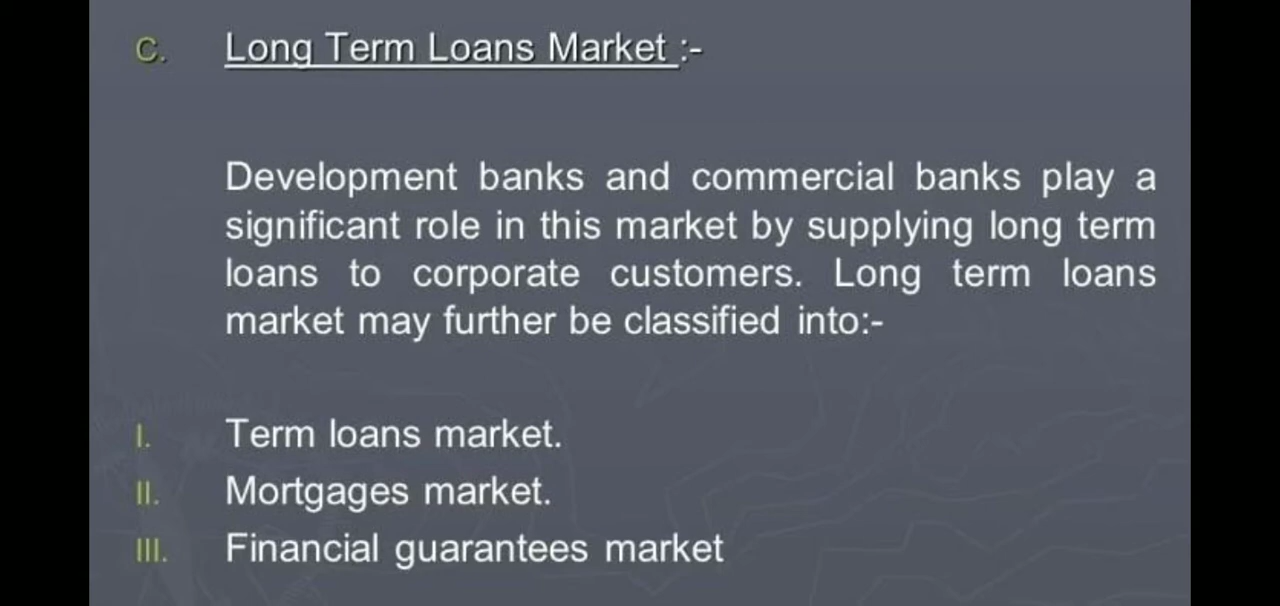 C. Long Term Loans Market :-
Development banks and commercial banks play a
significant role in this market by supplying long term
loans to corporate customers. Long term loans
market may further be classified into:-
I. Term loans market.
II. Mortgages market.
III. Financial guarantees market